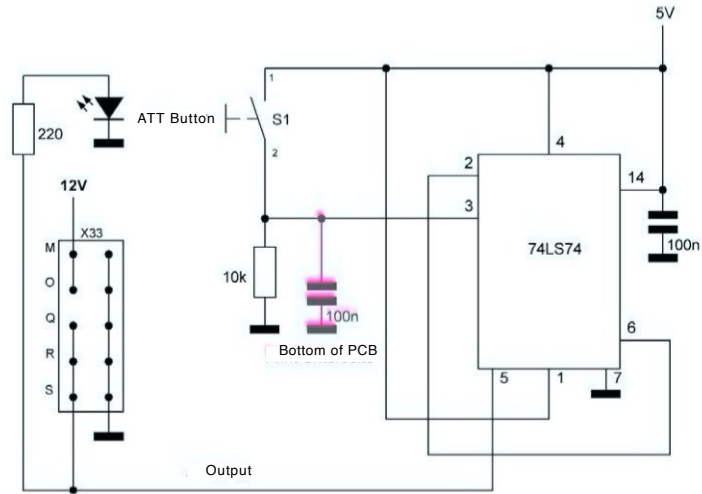 5V
1
ATT Button
S1
220
2
4
2
14
12V
3
X33
M
74LS74
100n
O
10k
Q
100n
6
R
Bottom of PCB
S
5
1
7
Output